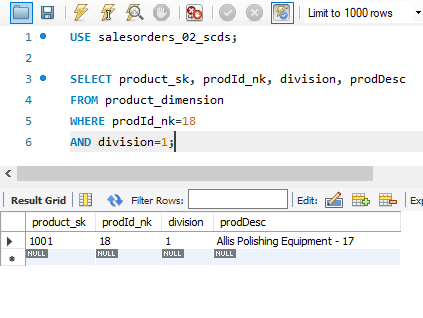 Limit to 1000 rows
1 USE salesorders_02_scds;
2
3 SELECT product_sk, prodId_nk, division, prodDesc
4 FROM product_dimension
5 WHERE prodId_nk=18
6 AND division=1;
Result Grid Filter Rows: Edit: Exp
product_sk prodId_nk division prodDesc
1001 18 1 Allis Polishing Equipment - 17
NULL NULL NULL NULL